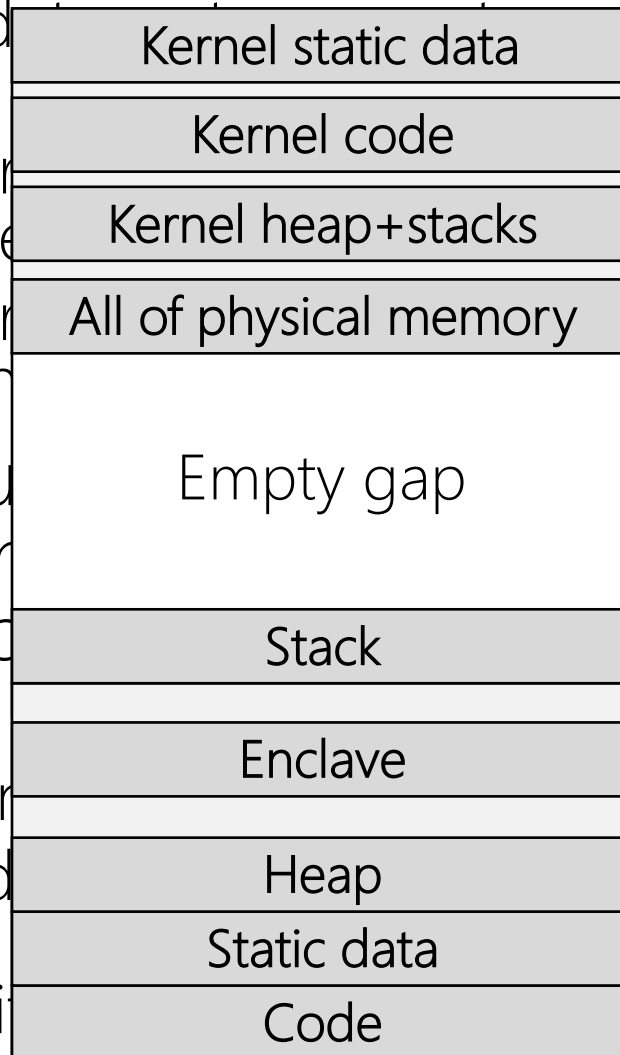 Kernel static data
Kernel code
Kernel heap+stacks
All of physical memory
Empty gap
Stack
Enclave
Heap
Static data
Code